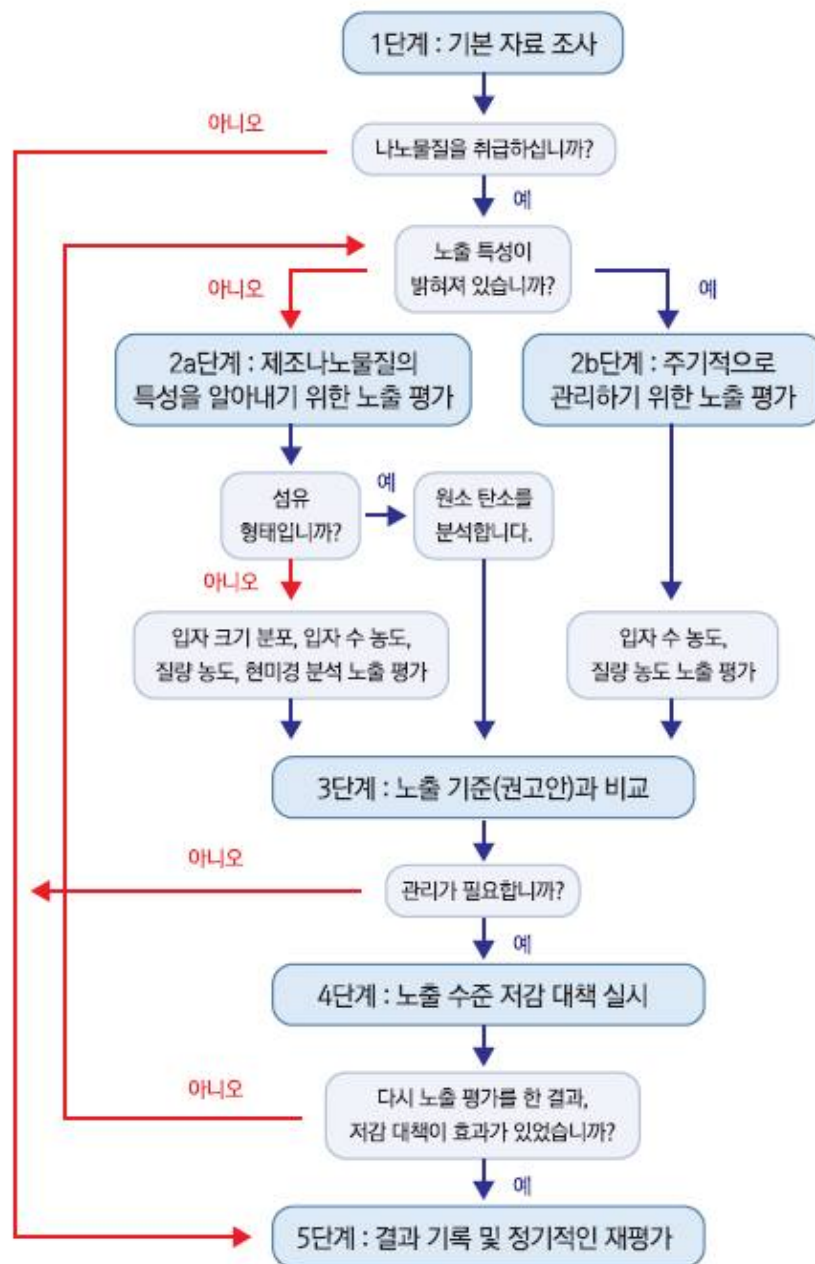 1단계 : 기본 자료 조사
아니오
나노물질을 취급하십니까?
예
노출 특성이
밝혀져 있습니까?
아니오
예
2a단계 : 제조나노물질의
특성을 알아내기 위한 노출 평가
2b단계 : 주기적으로
관리하기 위한 노출 평가
섬유
형태입니까?
예
원소 탄소를
분석합니다.
아니오
입자 크기 분포, 입자 수 농도,
질량 농도, 현미경 분석 노출 평가
입자 수 농도,
질량 농도 노출 평가
3단계 : 노출 기준(권고안)과 비교
아니오
관리가 필요합니까?
예
4단계 : 노출 수준 저감 대책 실시
아니오
다시 노출 평가를 한 결과,
저감 대책이 효과가 있었습니까?
예
5단계 : 결과 기록 및 정기적인 재평가